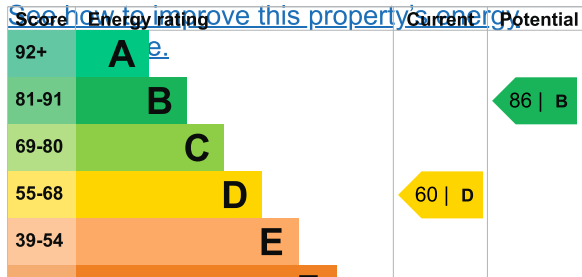 See how to improve this property's energy
Score Energy rating Current Potential
e.
92+ A
81-91 B 86 | B
69-80 C
55-68 D 60 | D
39-54 E